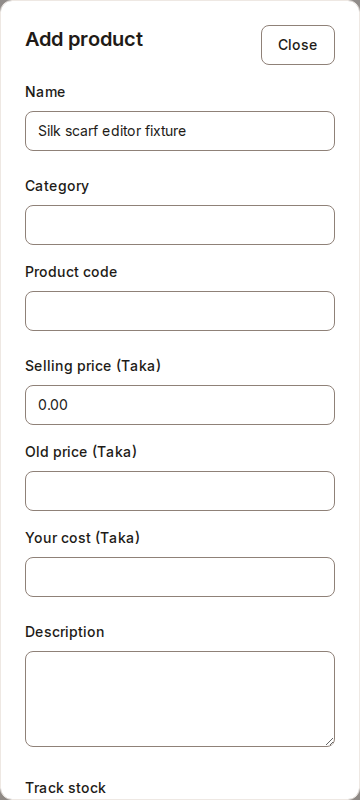 Add product
Close
Name
Silk scarf editor fixture
Category
Product code
Selling price (Taka)
0.00
Old price (Taka)
Your cost (Taka)
Description
Track stock